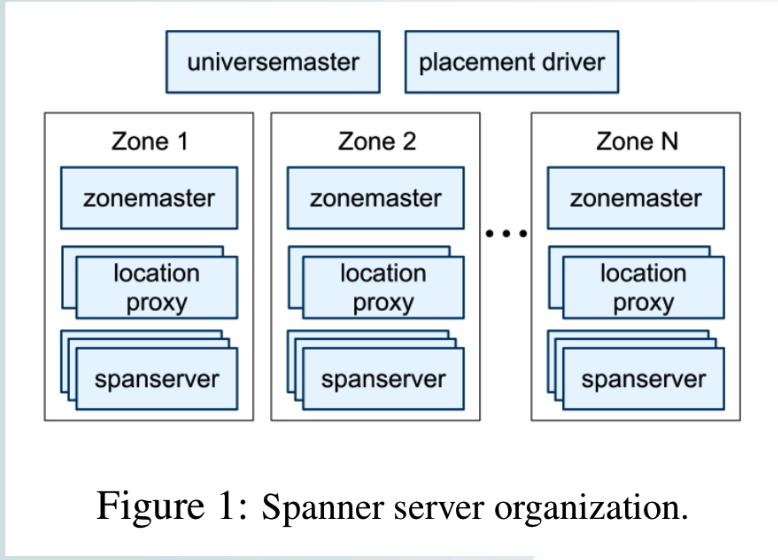 universemaster
placement driver
Zone 1
zonemaster
location
proxy
spanserver
Zone 2
zonemaster
location
proxy
spanserver
...
Zone N
zonemaster
location
proxy
spanserver
Figure 1: Spanner server organization.